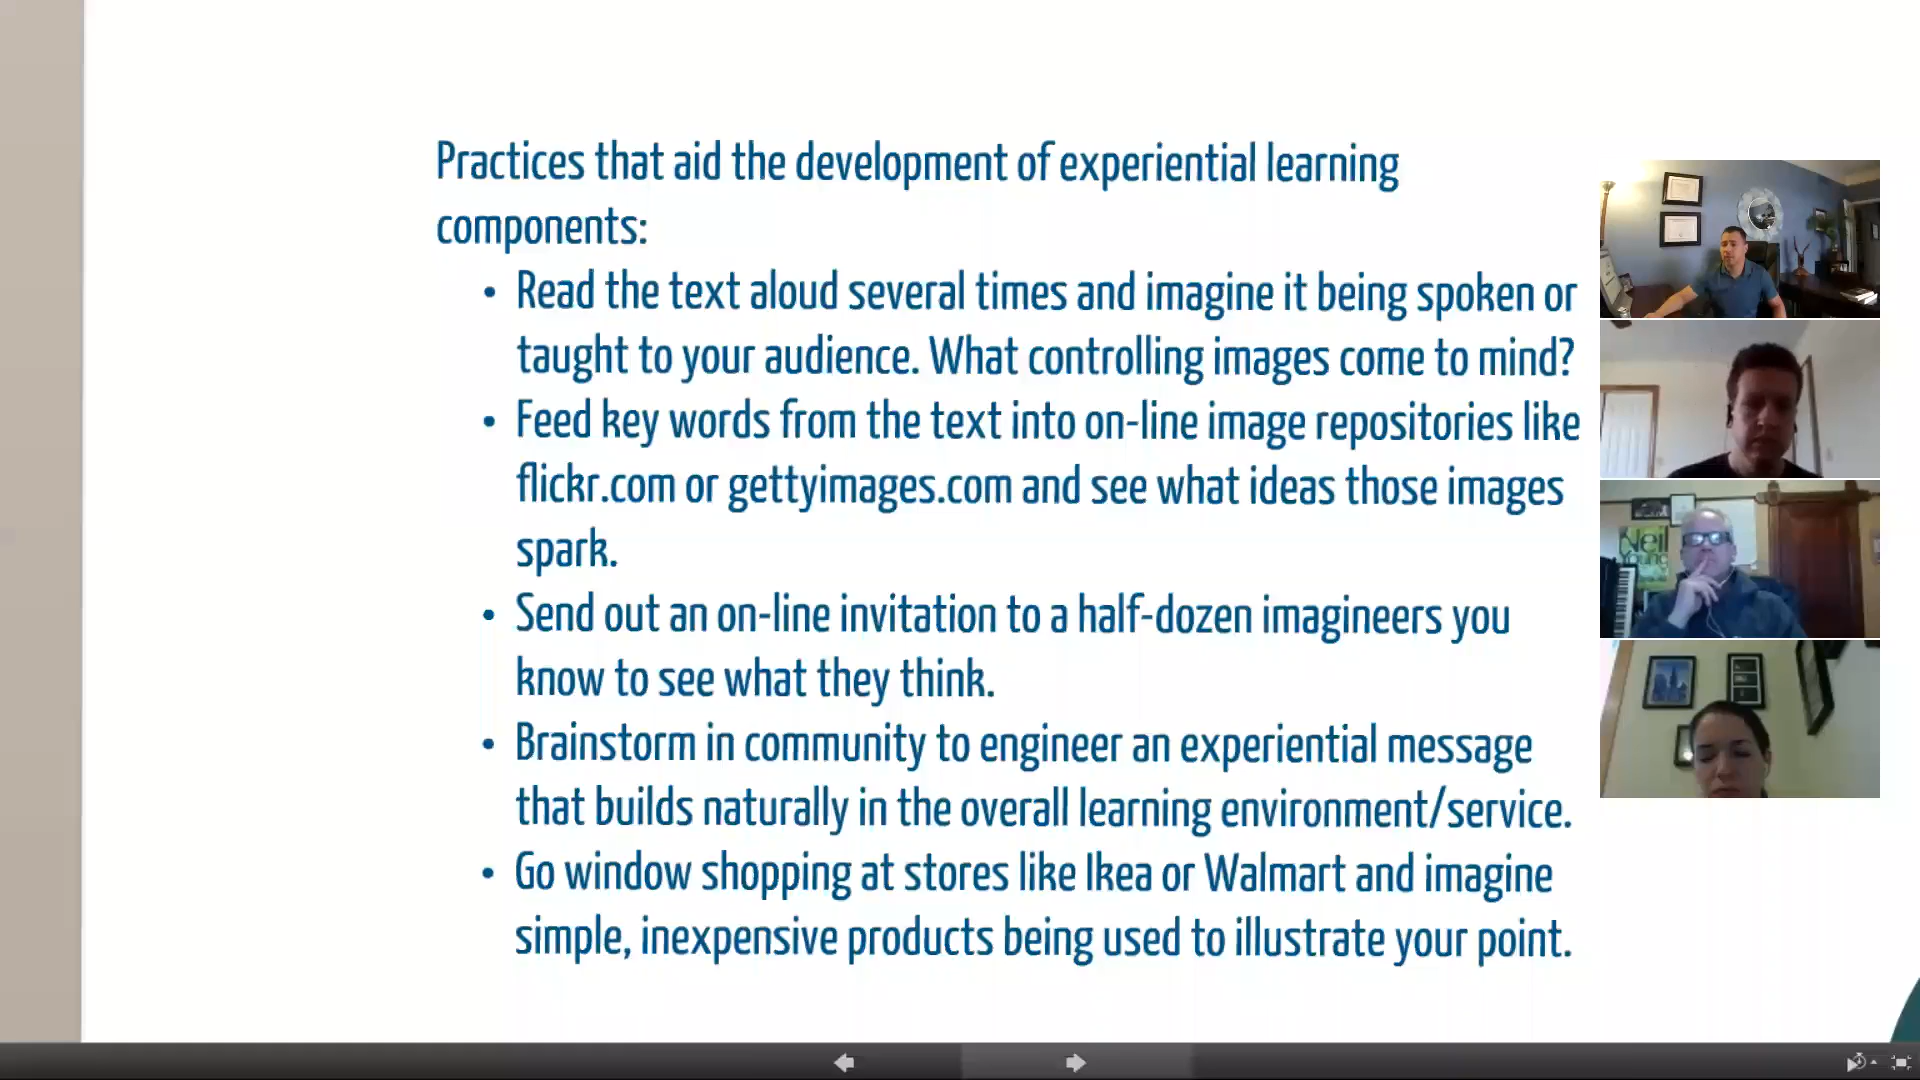 Practices that aid the development of experiential learning
components:
• Read the text aloud several times and imagine it being spoken or
taught to your audience. What controlling images come to mind?
• Feed key words from the text into on-line image repositories like
flickr.com or gettyimages.com and see what ideas those images
spark.
• Send out an on-line invitation to a half-dozen imagineers you
know to see what they think.
• Brainstorm in community to engineer an experiential message
that builds naturally in the overall learning environment/service.
• Go window shopping at stores like Ikea or Walmart and imagine
simple, inexpensive products being used to illustrate your point.
Neil
Young